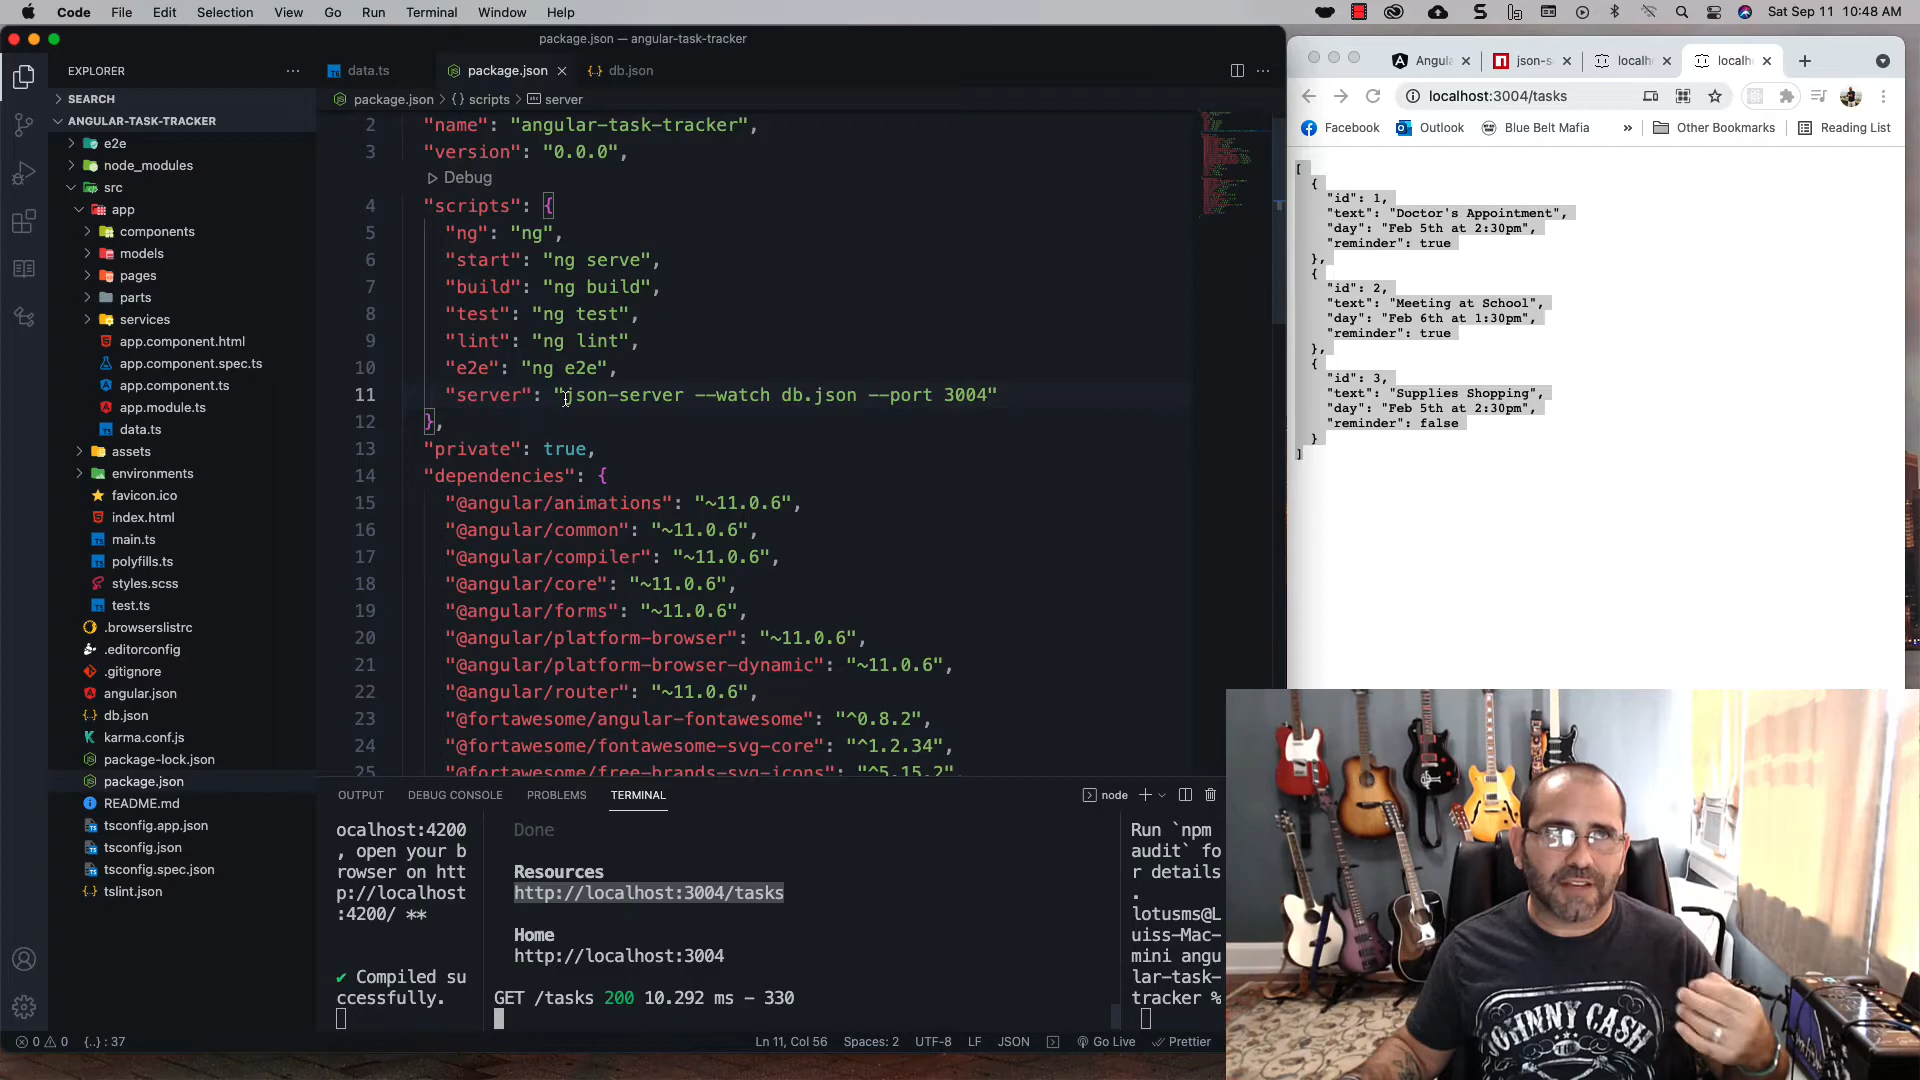 Code File Edit Selection View Go Run Terminal Window Help
Sat Sep 11 10:48 AM
package.json — angular-task-tracker
EXPLORER
SEARCH
ANGULAR-TASK-TRACKER
e2e
node_modules
src
app
components
models
pages
parts
services
app.component.html
app.component.spec.ts
app.component.ts
app.module.ts
data.ts
assets
environments
favicon.ico
index.html
main.ts
polyfills.ts
styles.scss
test.ts
.browserslistrc
.editorconfig
.gitignore
angular.json
db.json
karma.conf.js
package-lock.json
package.json
README.md
tsconfig.app.json
tsconfig.json
tsconfig.spec.json
tslint.json
data.ts package.json db.json
package.json > {} scripts > server
2 "name": "angular-task-tracker",
3 "version": "0.0.0",
Debug
4 "scripts": {
5 "ng": "ng",
6 "start": "ng serve",
7 "build": "ng build",
8 "test": "ng test",
9 "lint": "ng lint",
10 "e2e": "ng e2e",
11 "server": "json-server --watch db.json --port 3004"
12 },
13 "private": true,
14 "dependencies": {
15 "@angular/animations": "~11.0.6",
16 "@angular/common": "~11.0.6",
17 "@angular/compiler": "~11.0.6",
18 "@angular/core": "~11.0.6",
19 "@angular/forms": "~11.0.6",
20 "@angular/platform-browser": "~11.0.6",
21 "@angular/platform-browser-dynamic": "~11.0.6",
22 "@angular/router": "~11.0.6",
23 "@fortawesome/angular-fontawesome": "^0.8.2",
24 "@fortawesome/fontawesome-svg-core": "^1.2.34",
25 "@fortawesome/free-brands-svg-icons": "^5.15.2",
OUTPUT DEBUG CONSOLE PROBLEMS TERMINAL
node
ocalhost:4200
, open your b
rowser on htt
p://localhost
:4200/ **
✔ Compiled su
ccessfully.
Done
Resources
http://localhost:3004/tasks
Home
http://localhost:3004
GET /tasks 200 10.292 ms - 330
Run `npm
audit` fo
r details
.
lotusms@L
uiss-Mac-
mini angu
lar-task-
tracker %
0 0 {..} : 37
Ln 11, Col 56 Spaces: 2 UTF-8 LF JSON Go Live Prettier
Angula json-s localh localh
localhost:3004/tasks
Facebook Outlook Blue Belt Mafia » Other Bookmarks Reading List
[
{
"id": 1,
"text": "Doctor's Appointment",
"day": "Feb 5th at 2:30pm",
"reminder": true
},
{
"id": 2,
"text": "Meeting at School",
"day": "Feb 6th at 1:30pm",
"reminder": true
},
{
"id": 3,
"text": "Supplies Shopping",
"day": "Feb 5th at 2:30pm",
"reminder": false
}
]
JOHNNY CASH